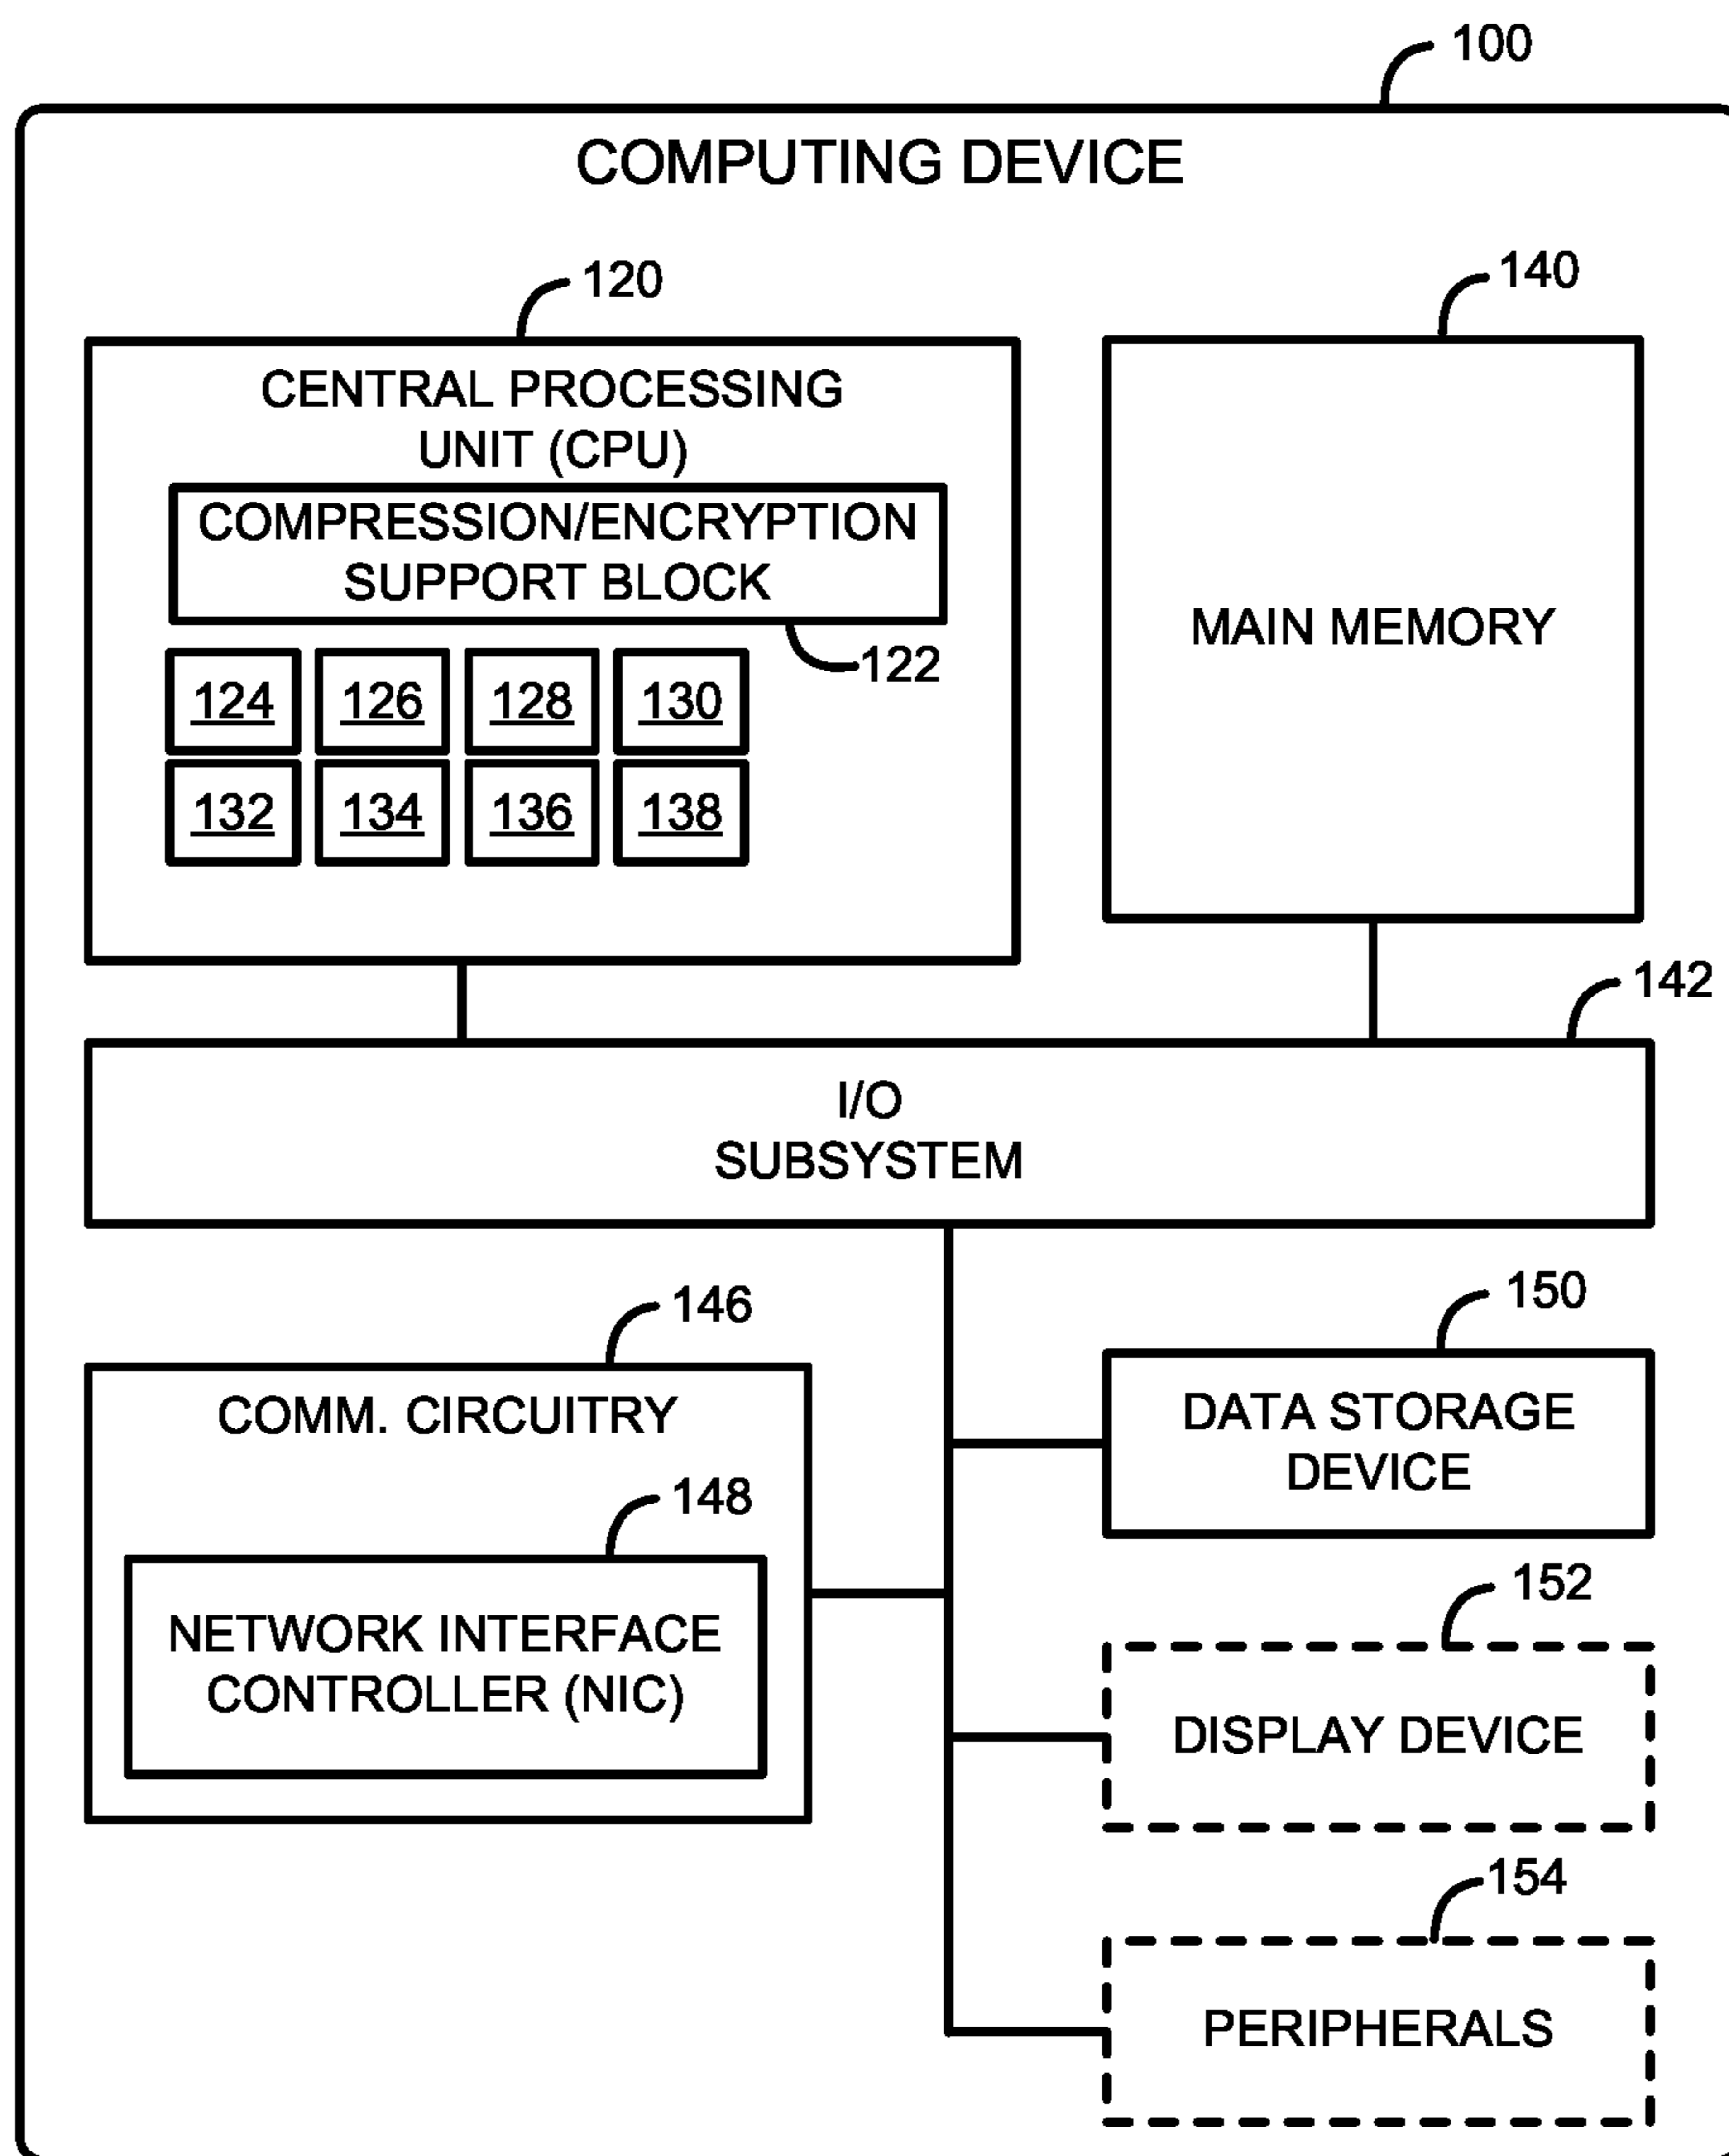 100
COMPUTING DEVICE
120
140
CENTRAL PROCESSING
UNIT (CPU)
COMPRESSION/ENCRYPTION
SUPPORT BLOCK
122
124 126 128 130
132 134 136 138
MAIN MEMORY
142
I/O
SUBSYSTEM
146
COMM. CIRCUITRY
148
NETWORK INTERFACE
CONTROLLER (NIC)
150
DATA STORAGE
DEVICE
152
DISPLAY DEVICE
154
PERIPHERALS